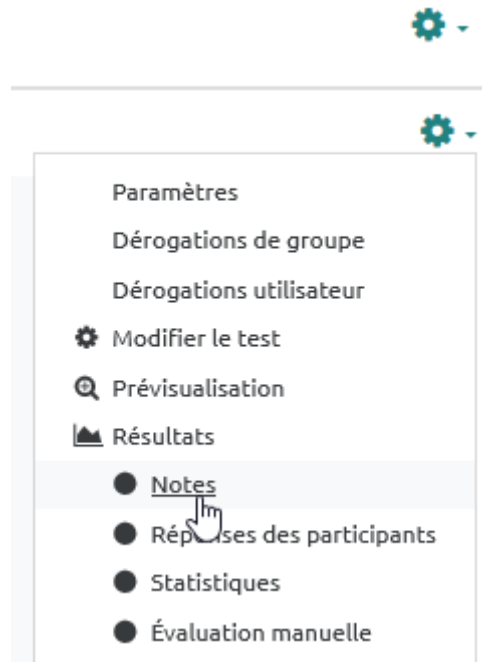 Paramètres
Dérogations de groupe
Dérogations utilisateur
Modifier le test
Prévisualisation
Résultats
Notes
Réponses des participants
Statistiques
Évaluation manuelle